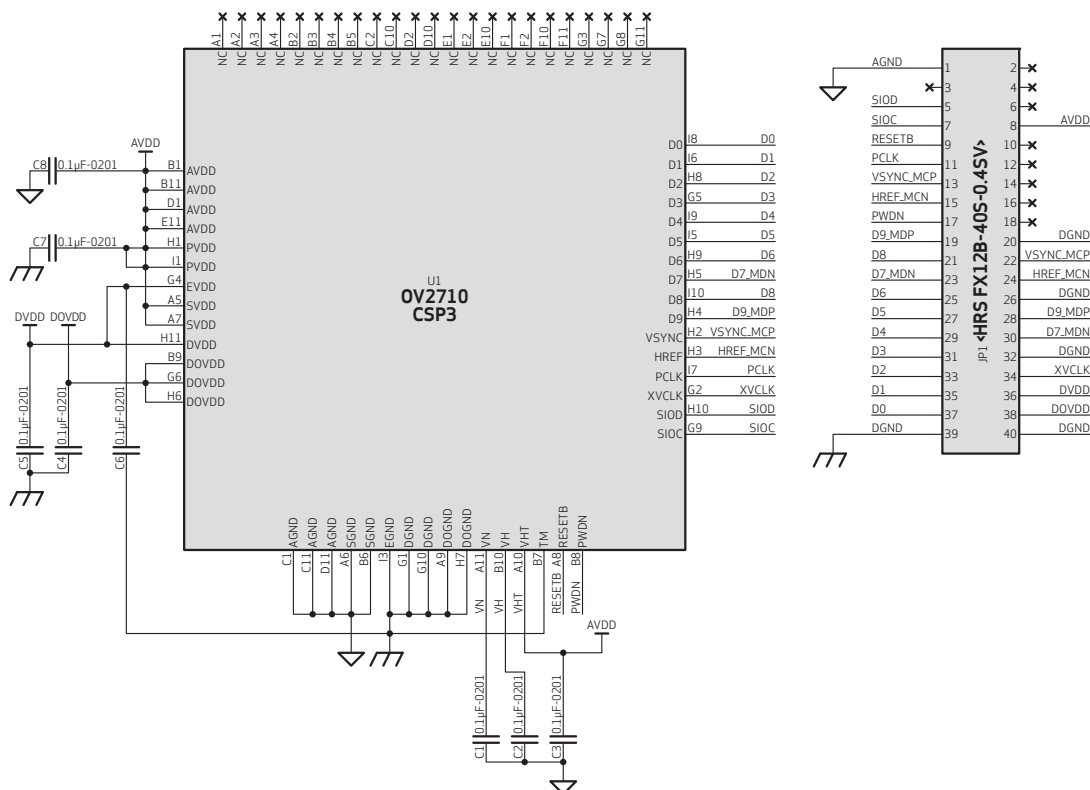 A1 A2 A3 A4 B2 B3 B4 B5 C2 C10 D2 D10 E1 E2 E10 F1 F2 F10 F11 G3 G7 G8 G11
NC NC NC NC NC NC NC NC NC NC NC NC NC NC NC NC NC NC NC NC NC NC NC
AVDD
C8 0.1µF-0201
B1 AVDD
B11 AVDD
D1 AVDD
E11 AVDD
C7 0.1µF-0201
H1 PVDD
I1 PVDD
G4 EVDD
A5 SVDD
A7 SVDD
DVDD DOVDD
H11 DVDD
B9 DOVDD
G6 DOVDD
H6 DOVDD
C5 0.1µF-0201
C4 0.1µF-0201
C6 0.1µF-0201
U1
OV2710
CSP3
D0 I8 D0
D1 I6 D1
D2 H8 D2
D3 G5 D3
D4 I9 D4
D5 I5 D5
D6 H9 D6
D7 H5 D7_MDN
D8 I10 D8
D9 H4 D9_MDP
VSYNC H2 VSYNC_MCP
HREF H3 HREF_MCN
PCLK I7 PCLK
XVCLK G2 XVCLK
SIOD H10 SIOD
SIOC G9 SIOC
AGND AGND AGND SGND SGND EGND DGND DGND DOGND DOGND VN VH VHT TM RESETB PWDN
C1 C11 D11 A6 B6 I3 G1 G10 A9 H7 A11 B10 A10 B7 A8 B8
VN VH VHT RESETB PWDN
AVDD
C1 0.1µF-0201
C2 0.1µF-0201
C3 0.1µF-0201
AGND 1 2
3 4
SIOD 5 6
SIOC 7 8 AVDD
RESETB 9 10
PCLK 11 12
VSYNC_MCP 13 14
HREF_MCN 15 16
PWDN 17 18
D9_MDP 19 20 DGND
D8 21 22 VSYNC_MCP
D7_MDN 23 24 HREF_MCN
D6 25 26 DGND
D5 27 28 D9_MDP
D4 29 30 D7_MDN
D3 31 32 DGND
D2 33 34 XVCLK
D1 35 36 DVDD
D0 37 38 DOVDD
DGND 39 40 DGND
JP1 <HRS FX12B-40S-0.4SV>